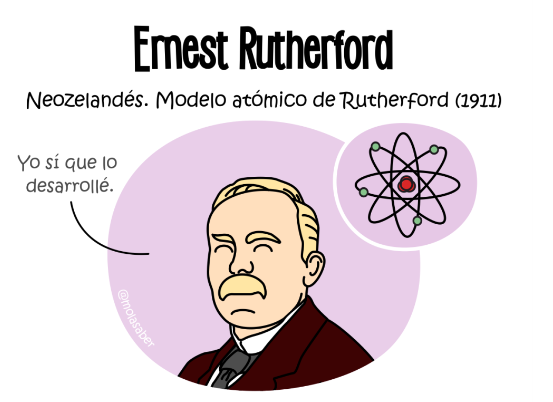 Ernest Rutherford
Neozelandés. Modelo atómico de Rutherford (1911)
Yo sí que lo
desarrollé.
@molasaber